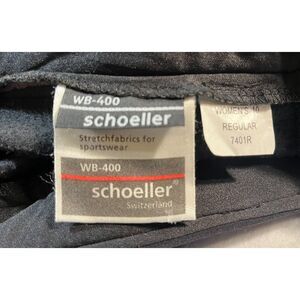 WB-400
schoeller
Stretchfabrics for
sportswear
WB-400
schoeller®
Switzerland
WOMEN'S 10
REGULAR
7401R